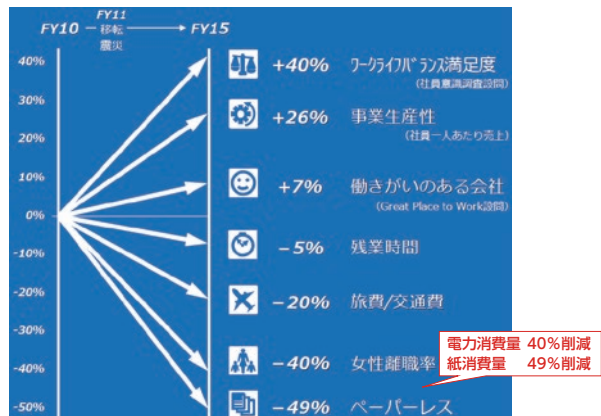 FY11
FY10 移転 FY15
震災
40%
30%
20%
10%
0%
-10%
-20%
-30%
-40%
-50%
+40% ワークライフバランス満足度
(社員意識調査設問)
+26% 事業生産性
(社員一人あたり売上)
+7% 働きがいのある会社
(Great Place to Work設問)
-5% 残業時間
-20% 旅費/交通費
電力消費量 40%削減
紙消費量 49%削減
-40% 女性離職率
-49% ペーパーレス